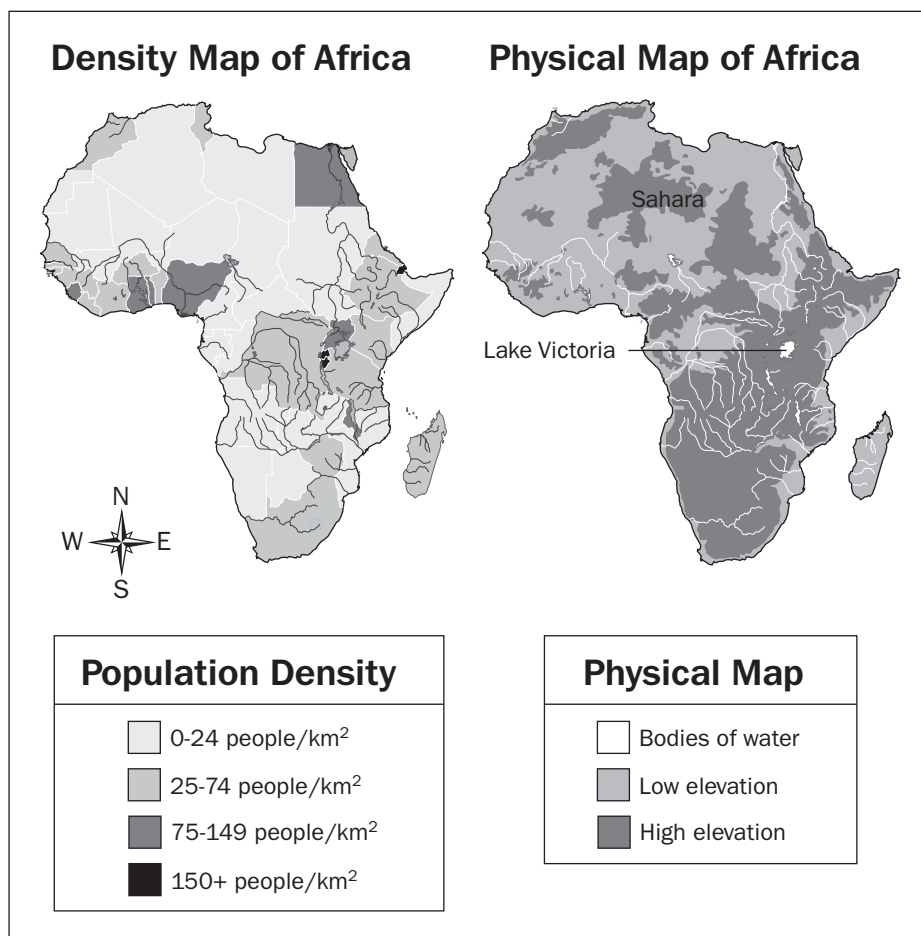 Density Map of Africa
Physical Map of Africa
Sahara
Lake Victoria
N
W E
S
Population Density
0-24 people/km²
25-74 people/km²
75-149 people/km²
150+ people/km²
Physical Map
Bodies of water
Low elevation
High elevation